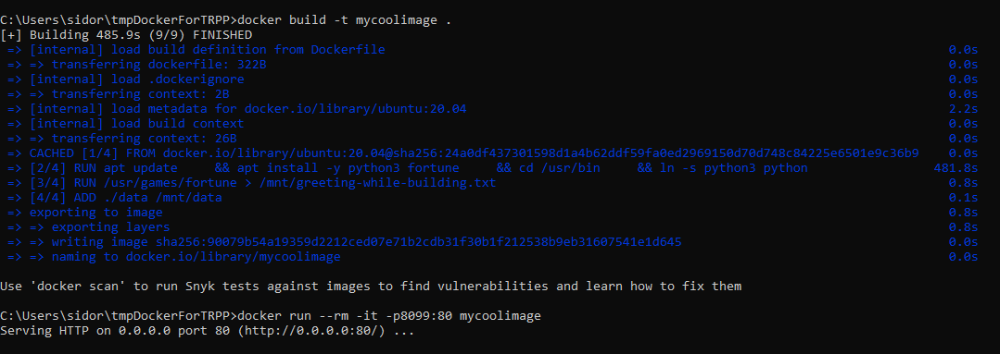 C:\Users\sidor\tmpDockerForTRPP>docker build -t mycoolimage .
[+] Building 485.9s (9/9) FINISHED
=> [internal] load build definition from Dockerfile 0.0s
=> => transferring dockerfile: 322B 0.0s
=> [internal] load .dockerignore 0.0s
=> => transferring context: 2B 0.0s
=> [internal] load metadata for docker.io/library/ubuntu:20.04 2.2s
=> [internal] load build context 0.0s
=> => transferring context: 26B 0.0s
=> CACHED [1/4] FROM docker.io/library/ubuntu:20.04@sha256:24a0df437301598d1a4b62ddf59fa0ed2969150d70d748c84225e6501e9c36b9 0.0s
=> [2/4] RUN apt update     && apt install -y python3 fortune     && cd /usr/bin     && ln -s python3 python 481.8s
=> [3/4] RUN /usr/games/fortune > /mnt/greeting-while-building.txt 0.8s
=> [4/4] ADD ./data /mnt/data 0.1s
=> exporting to image 0.8s
=> => exporting layers 0.8s
=> => writing image sha256:90079b54a19359d2212ced07e71b2cdb31f30b1f212538b9eb31607541e1d645 0.0s
=> => naming to docker.io/library/mycoolimage 0.0s
Use 'docker scan' to run Snyk tests against images to find vulnerabilities and learn how to fix them
C:\Users\sidor\tmpDockerForTRPP>docker run --rm -it -p8099:80 mycoolimage
Serving HTTP on 0.0.0.0 port 80 (http://0.0.0.0:80/) ...